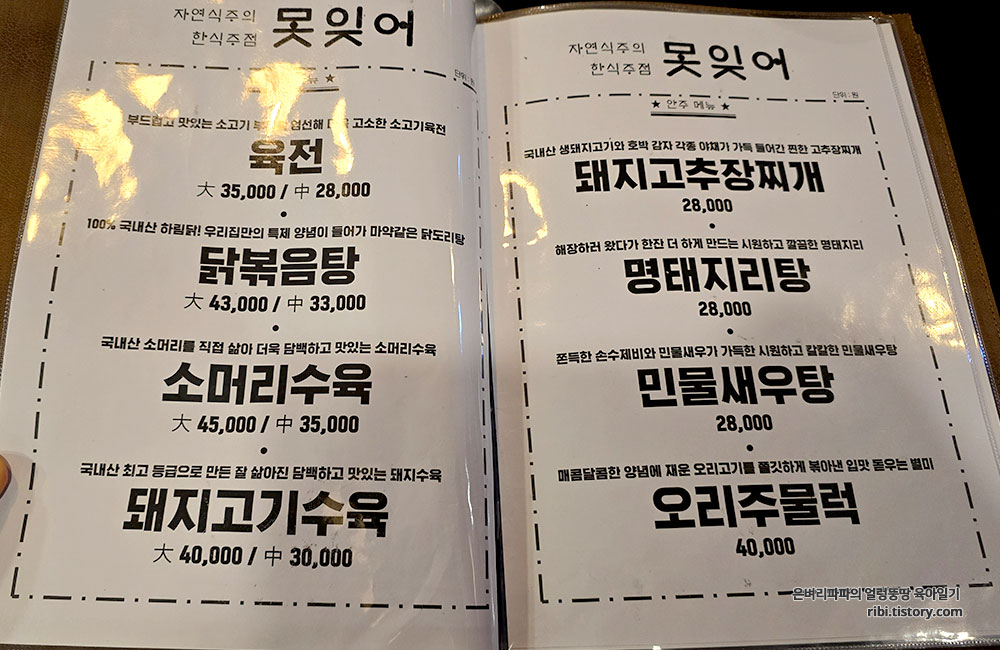 자연식주의
한식주점 못잊어
단위 : 원
뉴 ★
부드럽고 맛있는 소고기 엄선해 더욱 고소한 소고기육전
육전
大 35,000 / 中 28,000
100% 국내산 하림닭! 우리집만의 특제 양념이 들어가 마약같은 닭도리탕
닭볶음탕
大 43,000 / 中 33,000
국내산 소머리를 직접 삶아 더욱 담백하고 맛있는 소머리수육
소머리수육
大 45,000 / 中 35,000
국내산 최고 등급으로 만든 잘 삶아진 담백하고 맛있는 돼지수육
돼지고기수육
大 40,000 / 中 30,000
자연식주의
한식주점 못잊어
단위 : 원
★ 안주 메뉴 ★
국내산 생돼지고기와 호박 감자 각종 야채가 가득 들어간 찐한 고추장찌개
돼지고추장찌개
28,000
해장하러 왔다가 한잔 더 하게 만드는 시원하고 깔끔한 명태지리
명태지리탕
28,000
쫀득한 손수제비와 민물새우가 가득한 시원하고 칼칼한 민물새우탕
민물새우탕
28,000
매콤달콤한 양념에 재운 오리고기를 쫄깃하게 볶아낸 입맛 돋우는 별미
오리주물럭
40,000
은벼리파파의 얼렁뚱땅 육아일기
ribi.tistory.com